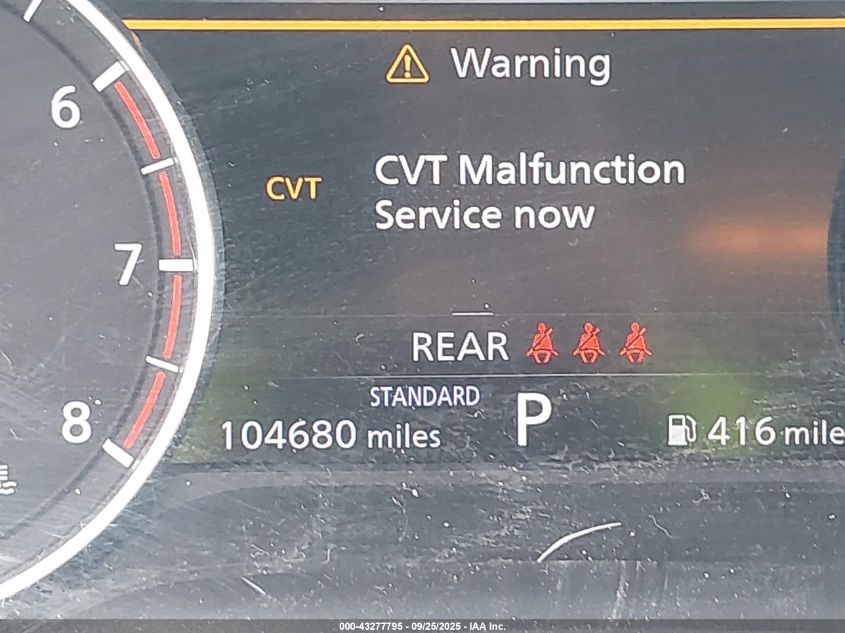 Warning
CVT
CVT Malfunction
Service now
6
7
8
REAR
STANDARD
104680 miles
P
416 mile
000-43277795 - 09/25/2025 - IAA Inc.